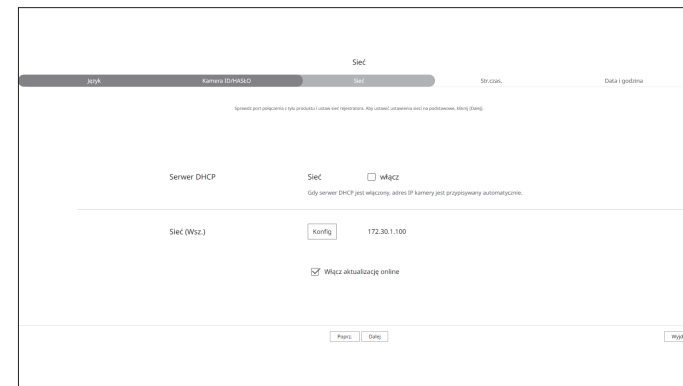 Sieć
Język Kamera ID/HASŁO Sieć Str.czas. Data i godzina
Sprawdź port połączenia z tyłu produktu i ustaw sieć rejestratora. Aby ustawić ustawienia sieci na podstawowe, kliknij [Dalej].
Serwer DHCP Sieć włącz
Gdy serwer DHCP jest włączony, adres IP kamery jest przypisywany automatycznie.
Sieć (Wsz.) Konfig 172.30.1.100
Włącz aktualizację online
Poprz. Dalej